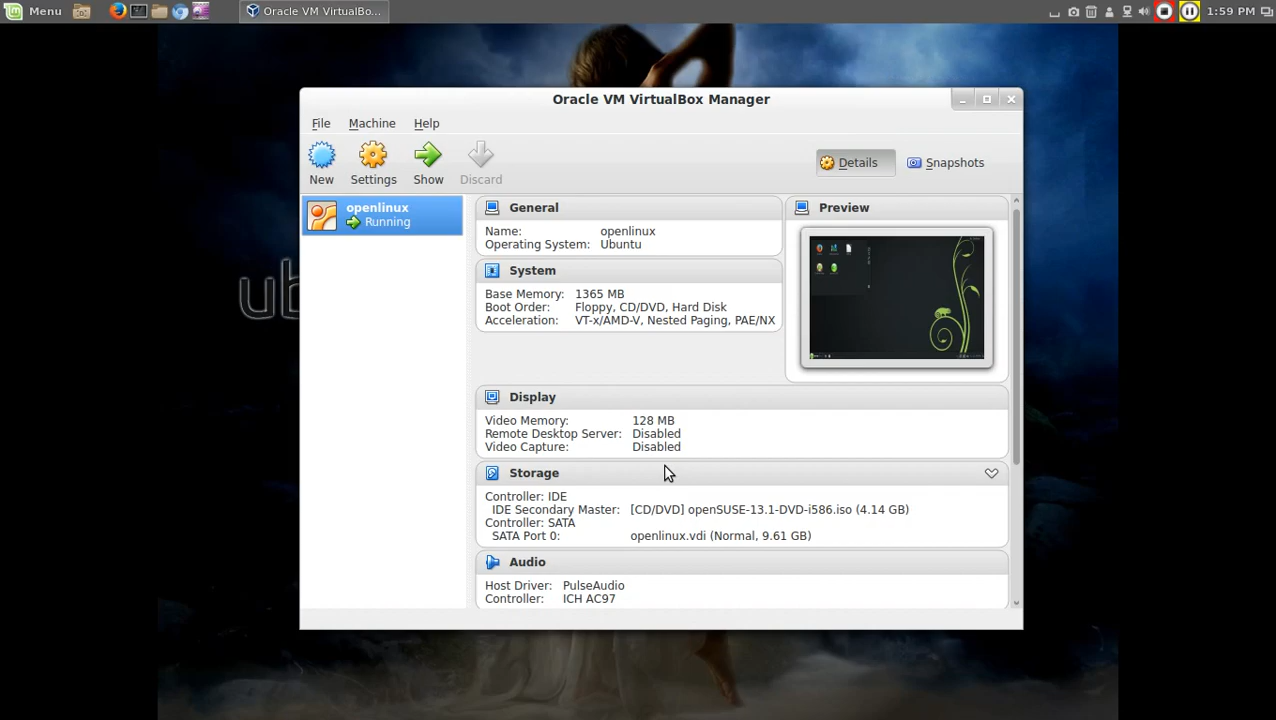 Menu
Oracle VM VirtualBo...
1:59 PM
Oracle VM VirtualBox Manager
File Machine Help
New Settings Show Discard
Details Snapshots
openlinux
Running
General
Name: openlinux
Operating System: Ubuntu
System
Base Memory: 1365 MB
Boot Order: Floppy, CD/DVD, Hard Disk
Acceleration: VT-x/AMD-V, Nested Paging, PAE/NX
Preview
Display
Video Memory: 128 MB
Remote Desktop Server: Disabled
Video Capture: Disabled
Storage
Controller: IDE
IDE Secondary Master: [CD/DVD] openSUSE-13.1-DVD-i586.iso (4.14 GB)
Controller: SATA
SATA Port 0: openlinux.vdi (Normal, 9.61 GB)
Audio
Host Driver: PulseAudio
Controller: ICH AC97
ub